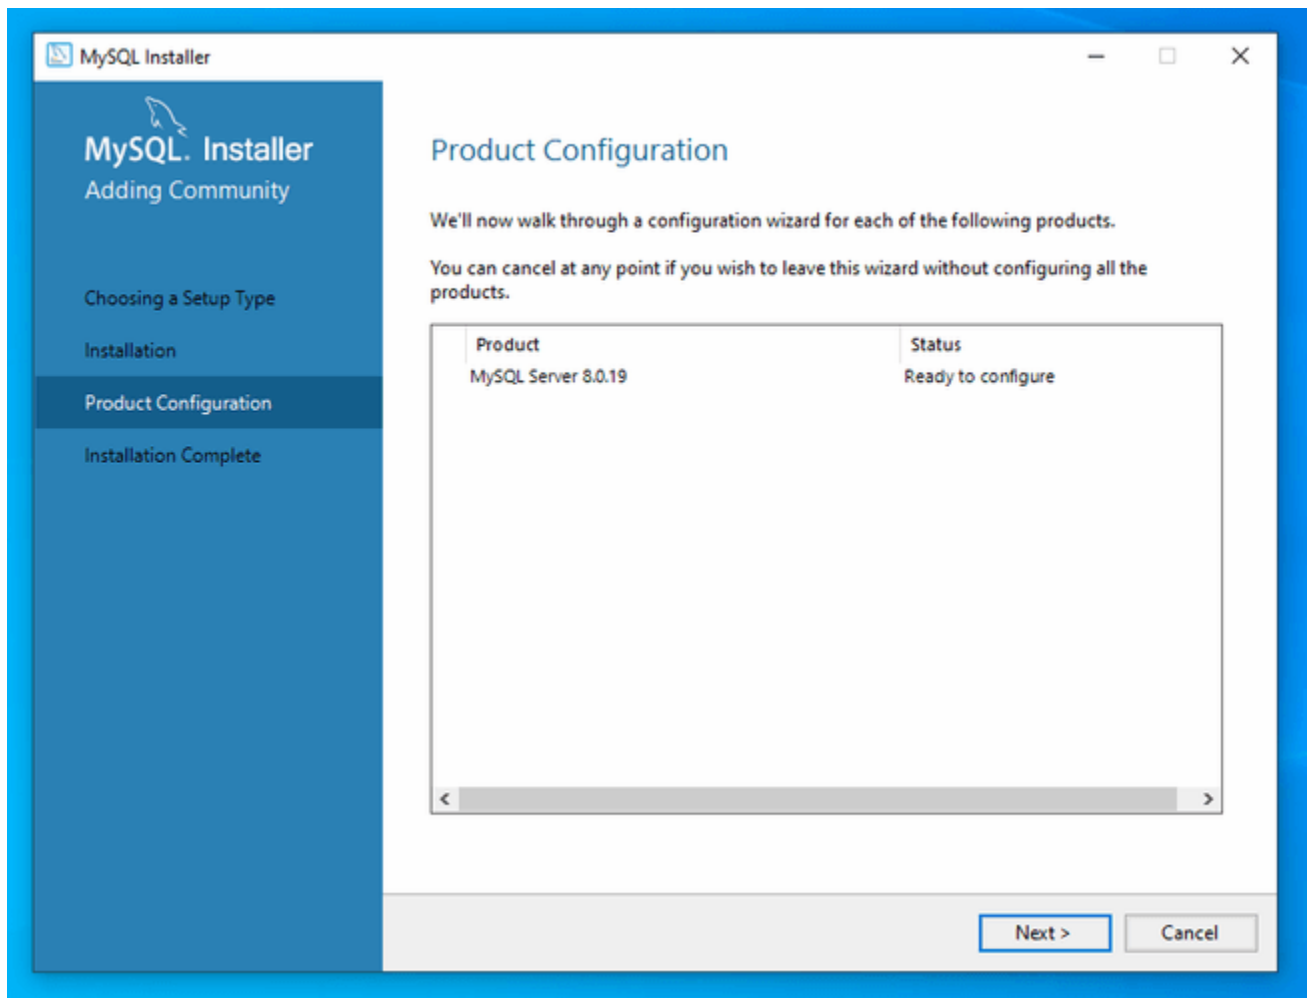 MySQL Installer
MySQL. Installer
Adding Community
Choosing a Setup Type
Installation
Product Configuration
Installation Complete
Product Configuration
We'll now walk through a configuration wizard for each of the following products.
You can cancel at any point if you wish to leave this wizard without configuring all the
products.
Product Status
MySQL Server 8.0.19 Ready to configure
Next > Cancel